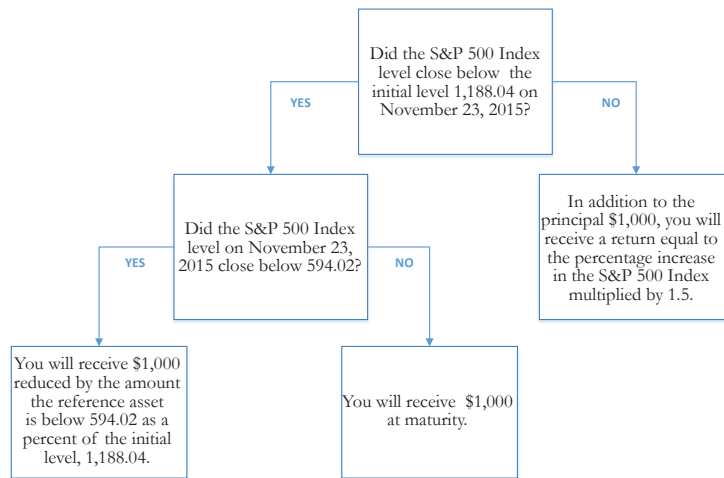 Did the S&P 500 Index
level close below the
initial level 1,188.04 on
November 23, 2015?
YES
NO
Did the S&P 500 Index
level on November 23,
2015 close below 594.02?
In addition to the
principal $1,000, you will
receive a return equal to
the percentage increase
in the S&P 500 Index
multiplied by 1.5.
YES
NO
You will receive $1,000
reduced by the amount
the reference asset
is below 594.02 as a
percent of the initial
level, 1,188.04.
You will receive $1,000
at maturity.